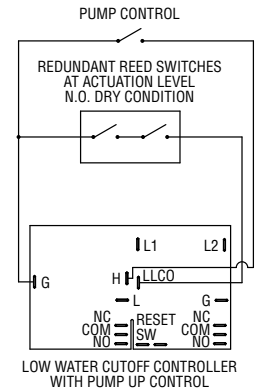 PUMP CONTROL
REDUNDANT REED SWITCHES
AT ACTUATION LEVEL
N.O. DRY CONDITION
L1 L2
G H LLCO
L G
NC RESET NC
COM SW COM
NO NO
LOW WATER CUTOFF CONTROLLER
WITH PUMP UP CONTROL